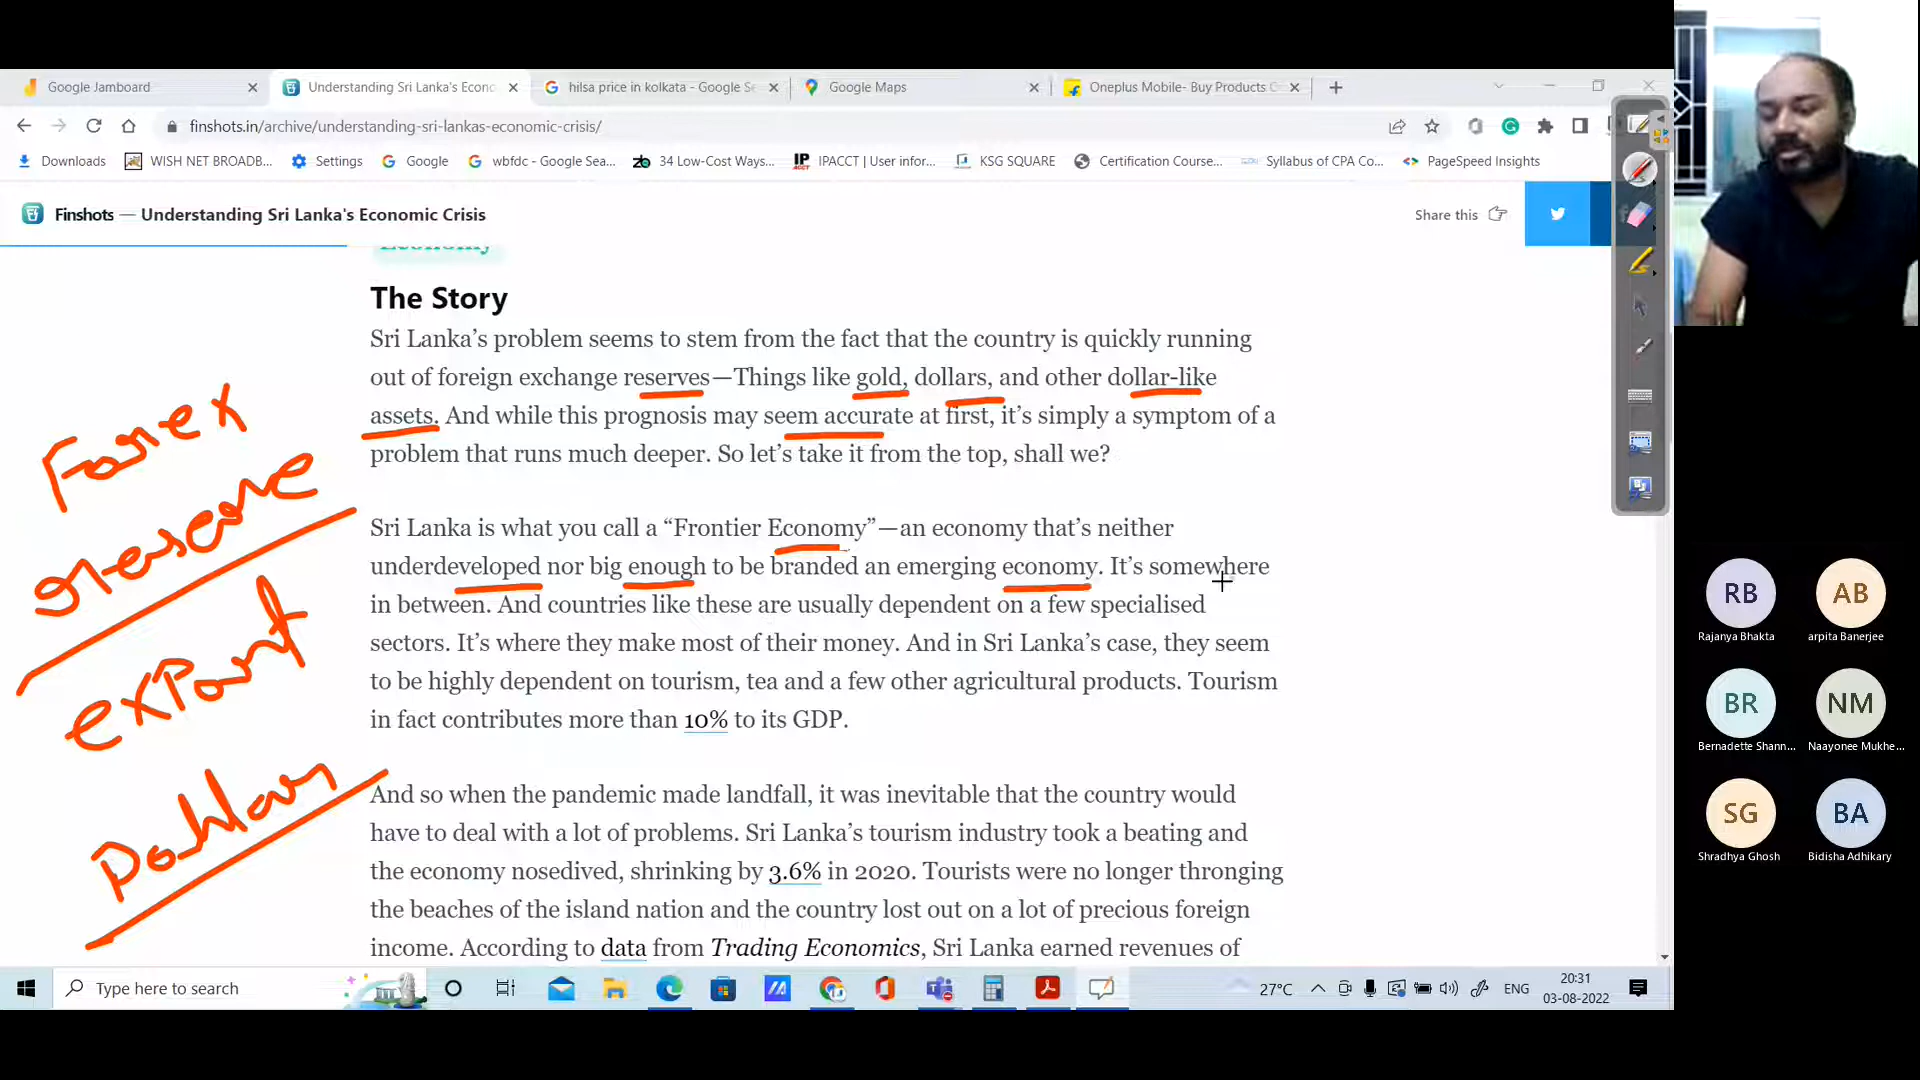 Google Jamboard
Understanding Sri Lanka's Econo
hilsa price in kolkata - Google Se
Google Maps
Oneplus Mobile- Buy Products O
finshots.in/archive/understanding-sri-lankas-economic-crisis/
Downloads
WISH NET BROADB...
Settings
Google
wbfdc - Google Sea...
34 Low-Cost Ways...
IPACCT | User infor...
KSG SQUARE
Certification Course...
Syllabus of CPA Co...
PageSpeed Insights
Finshots — Understanding Sri Lanka's Economic Crisis
Share this
Economy
The Story
Sri Lanka’s problem seems to stem from the fact that the country is quickly running
out of foreign exchange reserves—Things like gold, dollars, and other dollar-like
assets. And while this prognosis may seem accurate at first, it’s simply a symptom of a
problem that runs much deeper. So let’s take it from the top, shall we?
Sri Lanka is what you call a “Frontier Economy”—an economy that’s neither
underdeveloped nor big enough to be branded an emerging economy. It’s somewhere
in between. And countries like these are usually dependent on a few specialised
sectors. It’s where they make most of their money. And in Sri Lanka’s case, they seem
to be highly dependent on tourism, tea and a few other agricultural products. Tourism
in fact contributes more than 10% to its GDP.
And so when the pandemic made landfall, it was inevitable that the country would
have to deal with a lot of problems. Sri Lanka’s tourism industry took a beating and
the economy nosedived, shrinking by 3.6% in 2020. Tourists were no longer thronging
the beaches of the island nation and the country lost out on a lot of precious foreign
income. According to data from Trading Economics, Sri Lanka earned revenues of
Forex
reserve
export
Dollar
RB
Rajanya Bhakta
AB
arpita Banerjee
BR
Bernadette Shann...
NM
Naayonee Mukhe...
SG
Shradhya Ghosh
BA
Bidisha Adhikary
Type here to search
27°C
ENG
20:31
03-08-2022